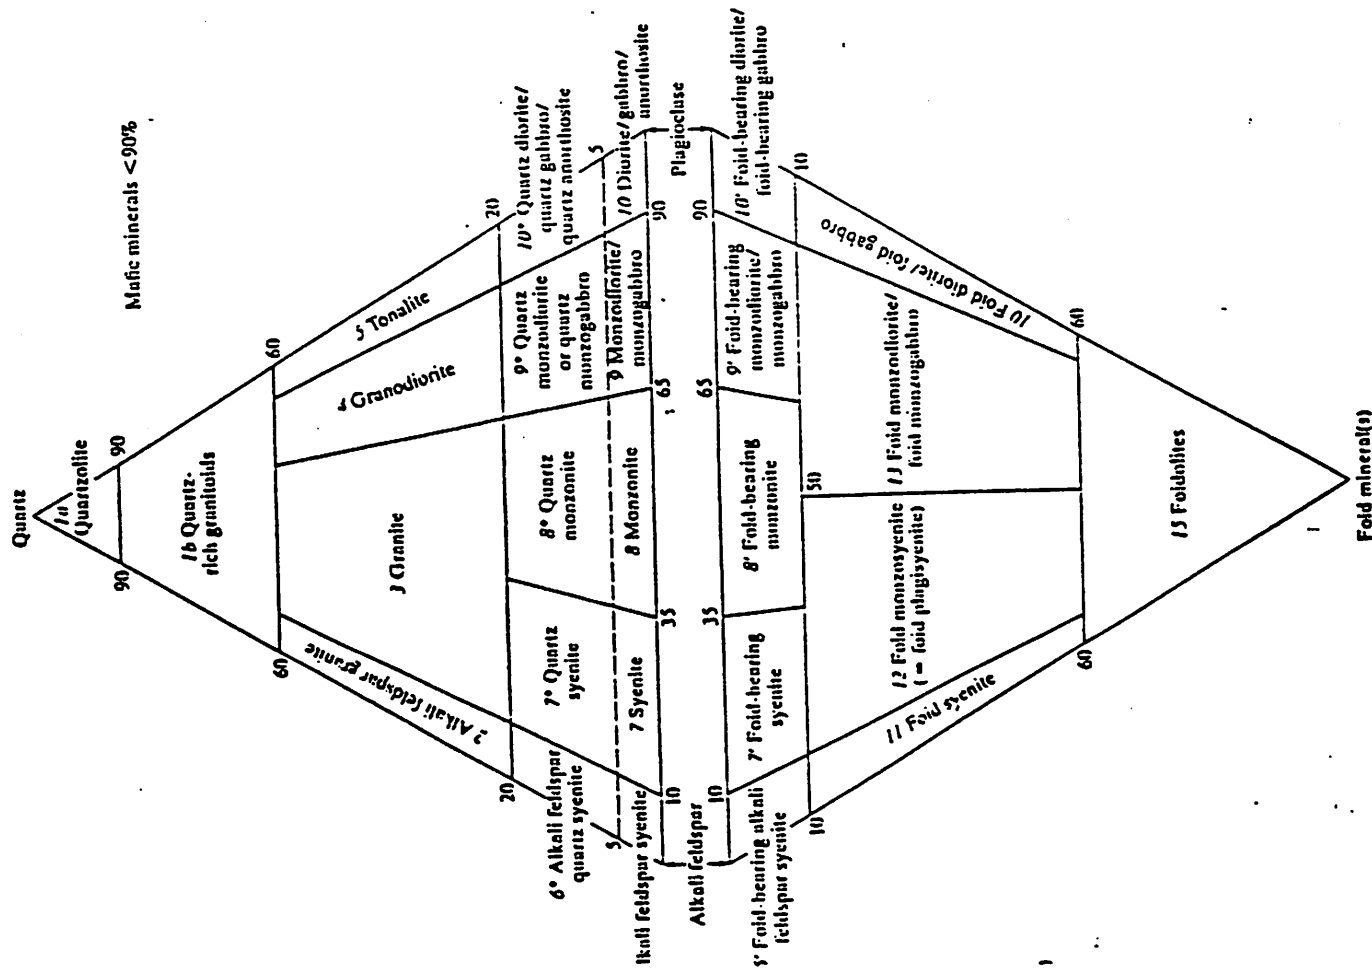 Quartz
1a
(Quartzolite
90
90
Mafic minerals <90%
1b Quartz-
rich granitoids
60
60
2 Alkali feldspar granite
3 Granite
4 Granodiorite
5 Tonalite
20
20
6* Alkali feldspar
quartz syenite
7* Quartz
syenite
8* Quartz
monzonite
9* Quartz
monzodiorite
or quartz
monzogabbro
10* Quartz diorite/
quartz gabbro/
quartz anorthosite
5
5
lkali feldspar syenite
7 Syenite
8 Monzonite
9 Monzodiorite/
monzogabbro
10 Diorite/gabbro/
anorthosite
10
35
65
90
Alkali feldspar
Plagioclase
10
35
65
90
5' Foid-bearing alkali
feldspar syenite
7' Foid-bearing
syenite
8' Foid-bearing
monzonite
9' Foid-bearing
monzodiorite/
monzogabbro
10' Foid-bearing diorite/
foid-bearing gabbro
10
50
10
11 Foid syenite
12 Foid monzosyenite
(= foid plagisyenite)
13 Foid monzodiorite/
foid monzogabbro
10 Foid diorite/foid gabbro
60
60
15 Foidolites
Foid mineral(s)